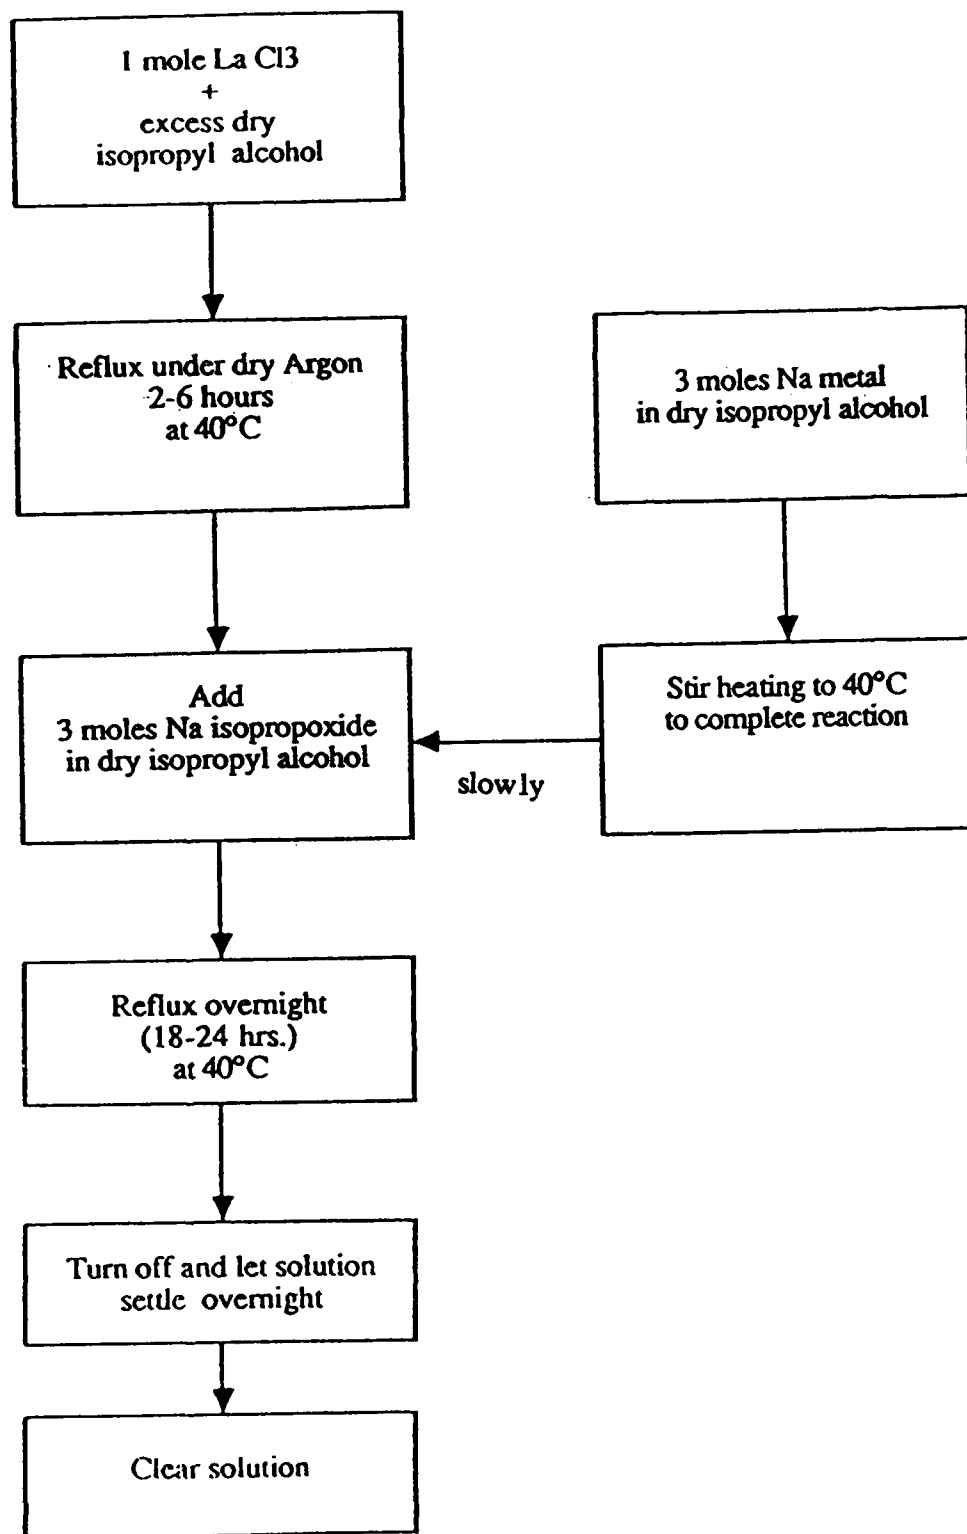 1 mole La Cl3
+
excess dry
isopropyl alcohol
Reflux under dry Argon
2-6 hours
at 40°C
3 moles Na metal
in dry isopropyl alcohol
Add
3 moles Na isopropoxide
in dry isopropyl alcohol
Stir heating to 40°C
to complete reaction
slowly
Reflux overnight
(18-24 hrs.)
at 40°C
Turn off and let solution
settle overnight
Clear solution